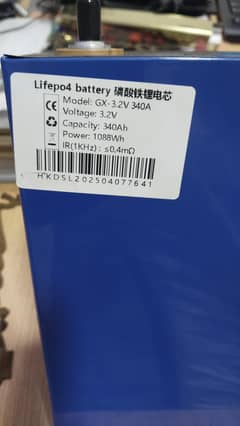 Lifepo4 battery 磷酸铁锂电芯
Model: GX-3.2V 340A
Voltage: 3.2V
Capacity: 340Ah
Power: 1088Wh
IR(1KHz) : ≤0,4mΩ
HKDSL202504077641